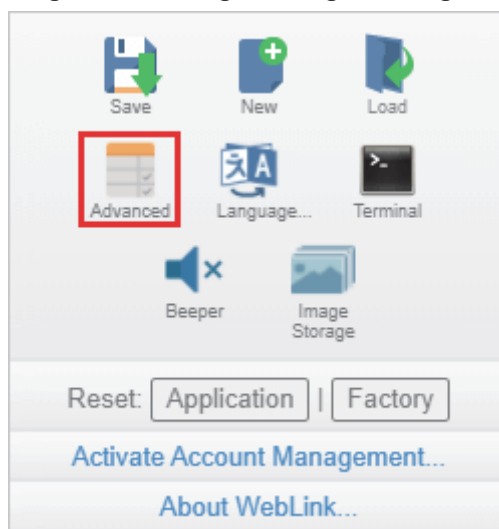 Save New Load
Advanced Language... Terminal
Beeper Image
Storage
Reset: Application | Factory
Activate Account Management...
About WebLink...